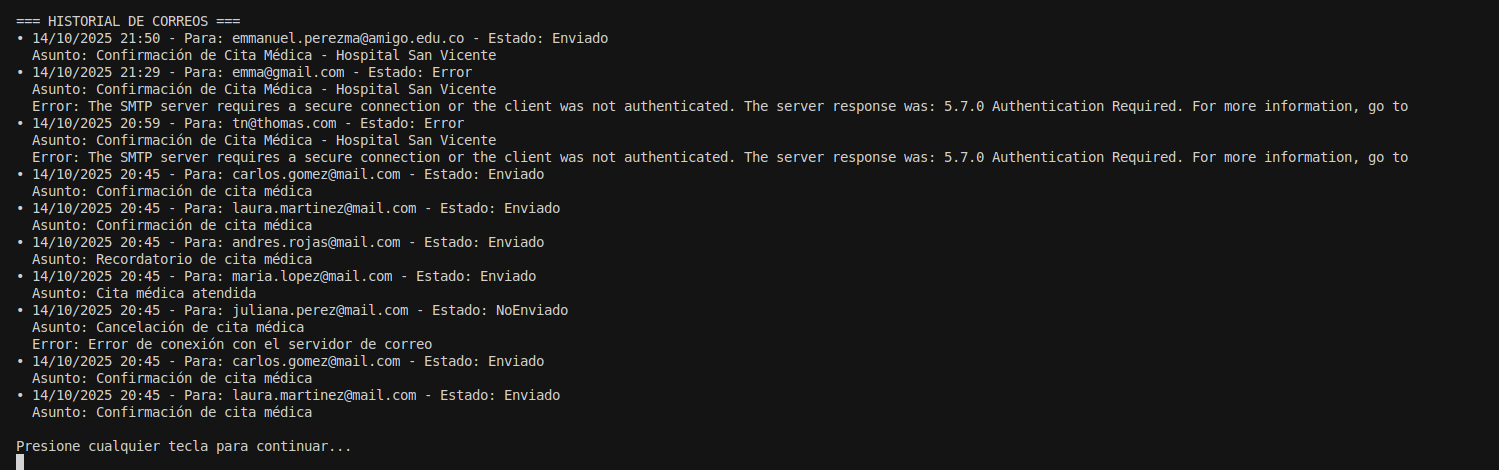 === HISTORIAL DE CORREOS ===
• 14/10/2025 21:50 - Para: emmanuel.perezma@amigo.edu.co - Estado: Enviado
  Asunto: Confirmación de Cita Médica - Hospital San Vicente
• 14/10/2025 21:29 - Para: emma@gmail.com - Estado: Error
  Asunto: Confirmación de Cita Médica - Hospital San Vicente
  Error: The SMTP server requires a secure connection or the client was not authenticated. The server response was: 5.7.0 Authentication Required. For more information, go to
• 14/10/2025 20:59 - Para: tn@thomas.com - Estado: Error
  Asunto: Confirmación de Cita Médica - Hospital San Vicente
  Error: The SMTP server requires a secure connection or the client was not authenticated. The server response was: 5.7.0 Authentication Required. For more information, go to
• 14/10/2025 20:45 - Para: carlos.gomez@mail.com - Estado: Enviado
  Asunto: Confirmación de cita médica
• 14/10/2025 20:45 - Para: laura.martinez@mail.com - Estado: Enviado
  Asunto: Confirmación de cita médica
• 14/10/2025 20:45 - Para: andres.rojas@mail.com - Estado: Enviado
  Asunto: Recordatorio de cita médica
• 14/10/2025 20:45 - Para: maria.lopez@mail.com - Estado: Enviado
  Asunto: Cita médica atendida
• 14/10/2025 20:45 - Para: juliana.perez@mail.com - Estado: NoEnviado
  Asunto: Cancelación de cita médica
  Error: Error de conexión con el servidor de correo
• 14/10/2025 20:45 - Para: carlos.gomez@mail.com - Estado: Enviado
  Asunto: Confirmación de cita médica
• 14/10/2025 20:45 - Para: laura.martinez@mail.com - Estado: Enviado
  Asunto: Confirmación de cita médica
Presione cualquier tecla para continuar...